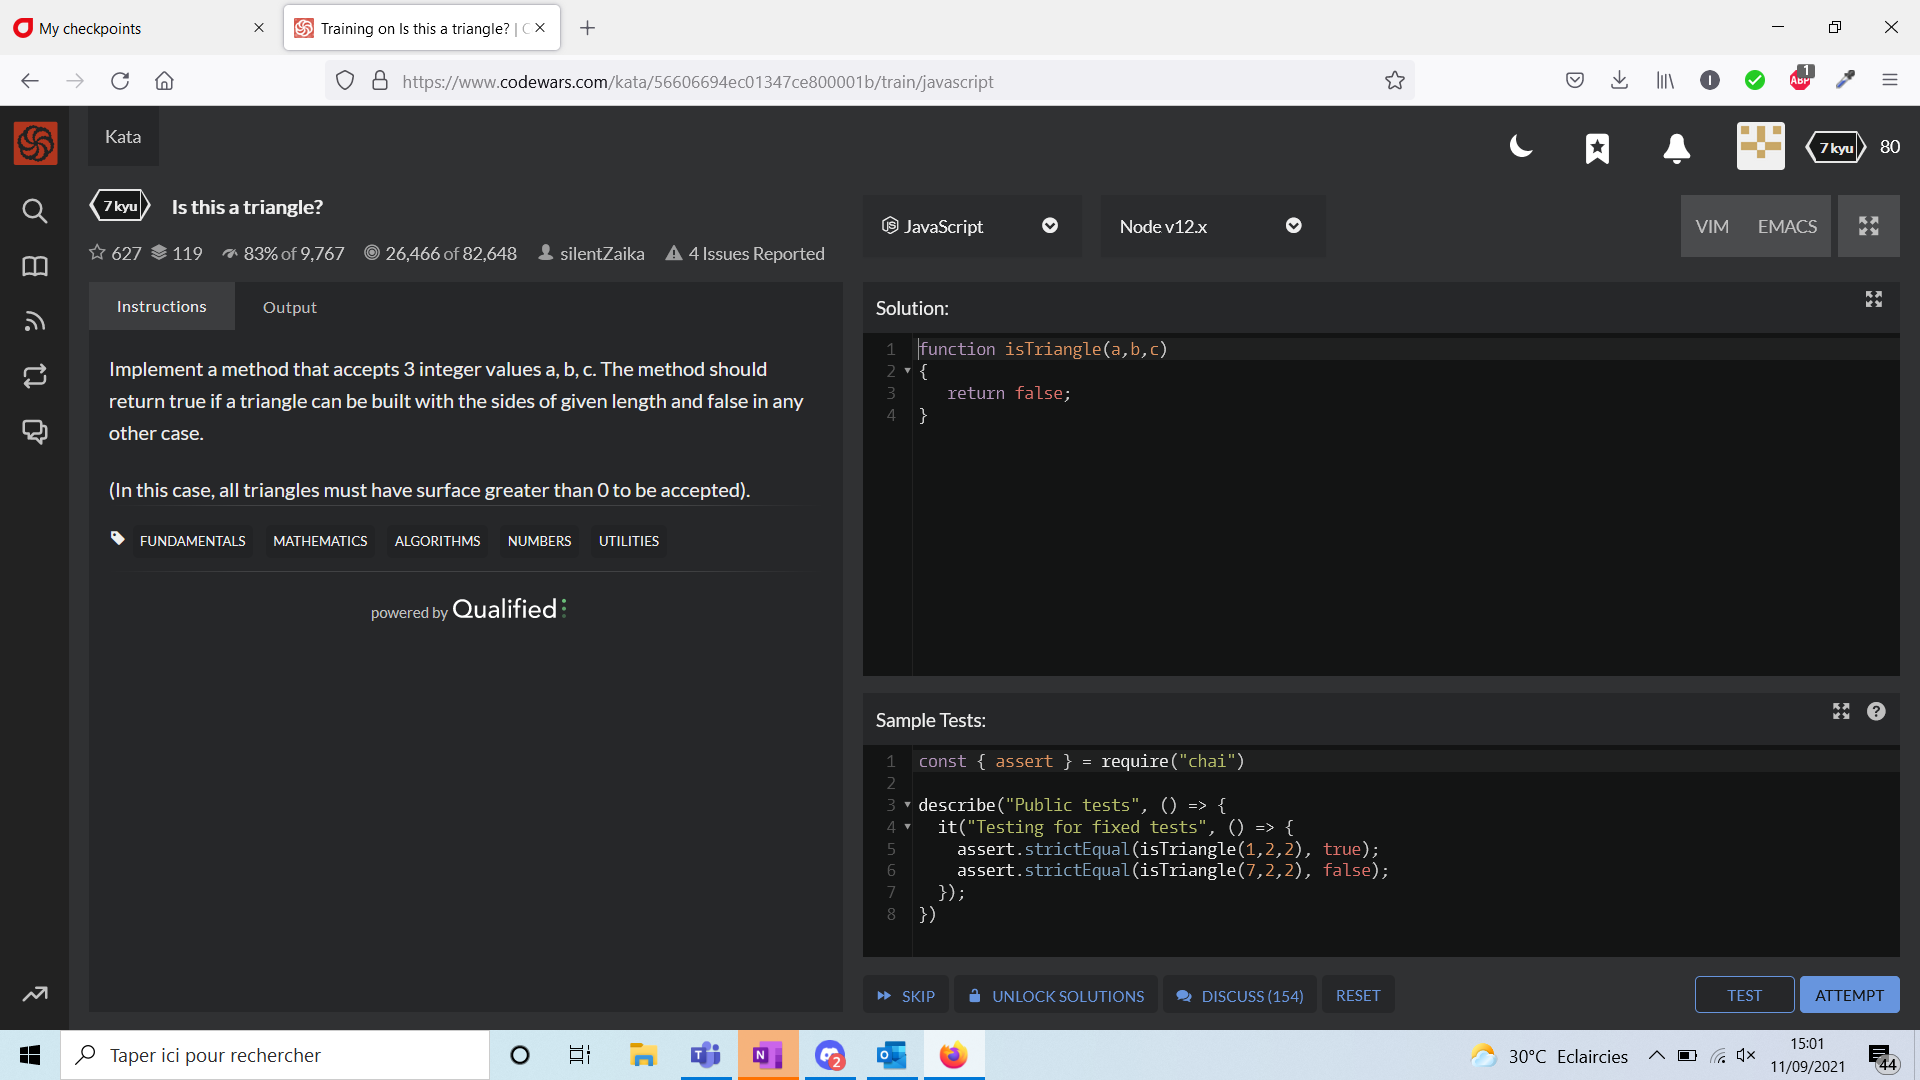 My checkpoints
Training on Is this a triangle? | C
https://www.codewars.com/kata/56606694ec01347ce800001b/train/javascript
1
ABP
Kata
7 kyu
80
7 kyu
Is this a triangle?
627
119
83% of 9,767
26,466 of 82,648
silentZaika
4 Issues Reported
JavaScript
Node v12.x
VIM
EMACS
Instructions
Output
Implement a method that accepts 3 integer values a, b, c. The method should
return true if a triangle can be built with the sides of given length and false in any
other case.
(In this case, all triangles must have surface greater than 0 to be accepted).
FUNDAMENTALS
MATHEMATICS
ALGORITHMS
NUMBERS
UTILITIES
powered by Qualified
Solution:
1 function isTriangle(a,b,c)
2 {
3 return false;
4 }
Sample Tests:
?
1 const { assert } = require("chai")
2
3 describe("Public tests", () => {
4 it("Testing for fixed tests", () => {
5 assert.strictEqual(isTriangle(1,2,2), true);
6 assert.strictEqual(isTriangle(7,2,2), false);
7 });
8 })
SKIP
UNLOCK SOLUTIONS
DISCUSS (154)
RESET
TEST
ATTEMPT
Taper ici pour rechercher
T
N
2
30°C Eclaircies
15:01
11/09/2021
44